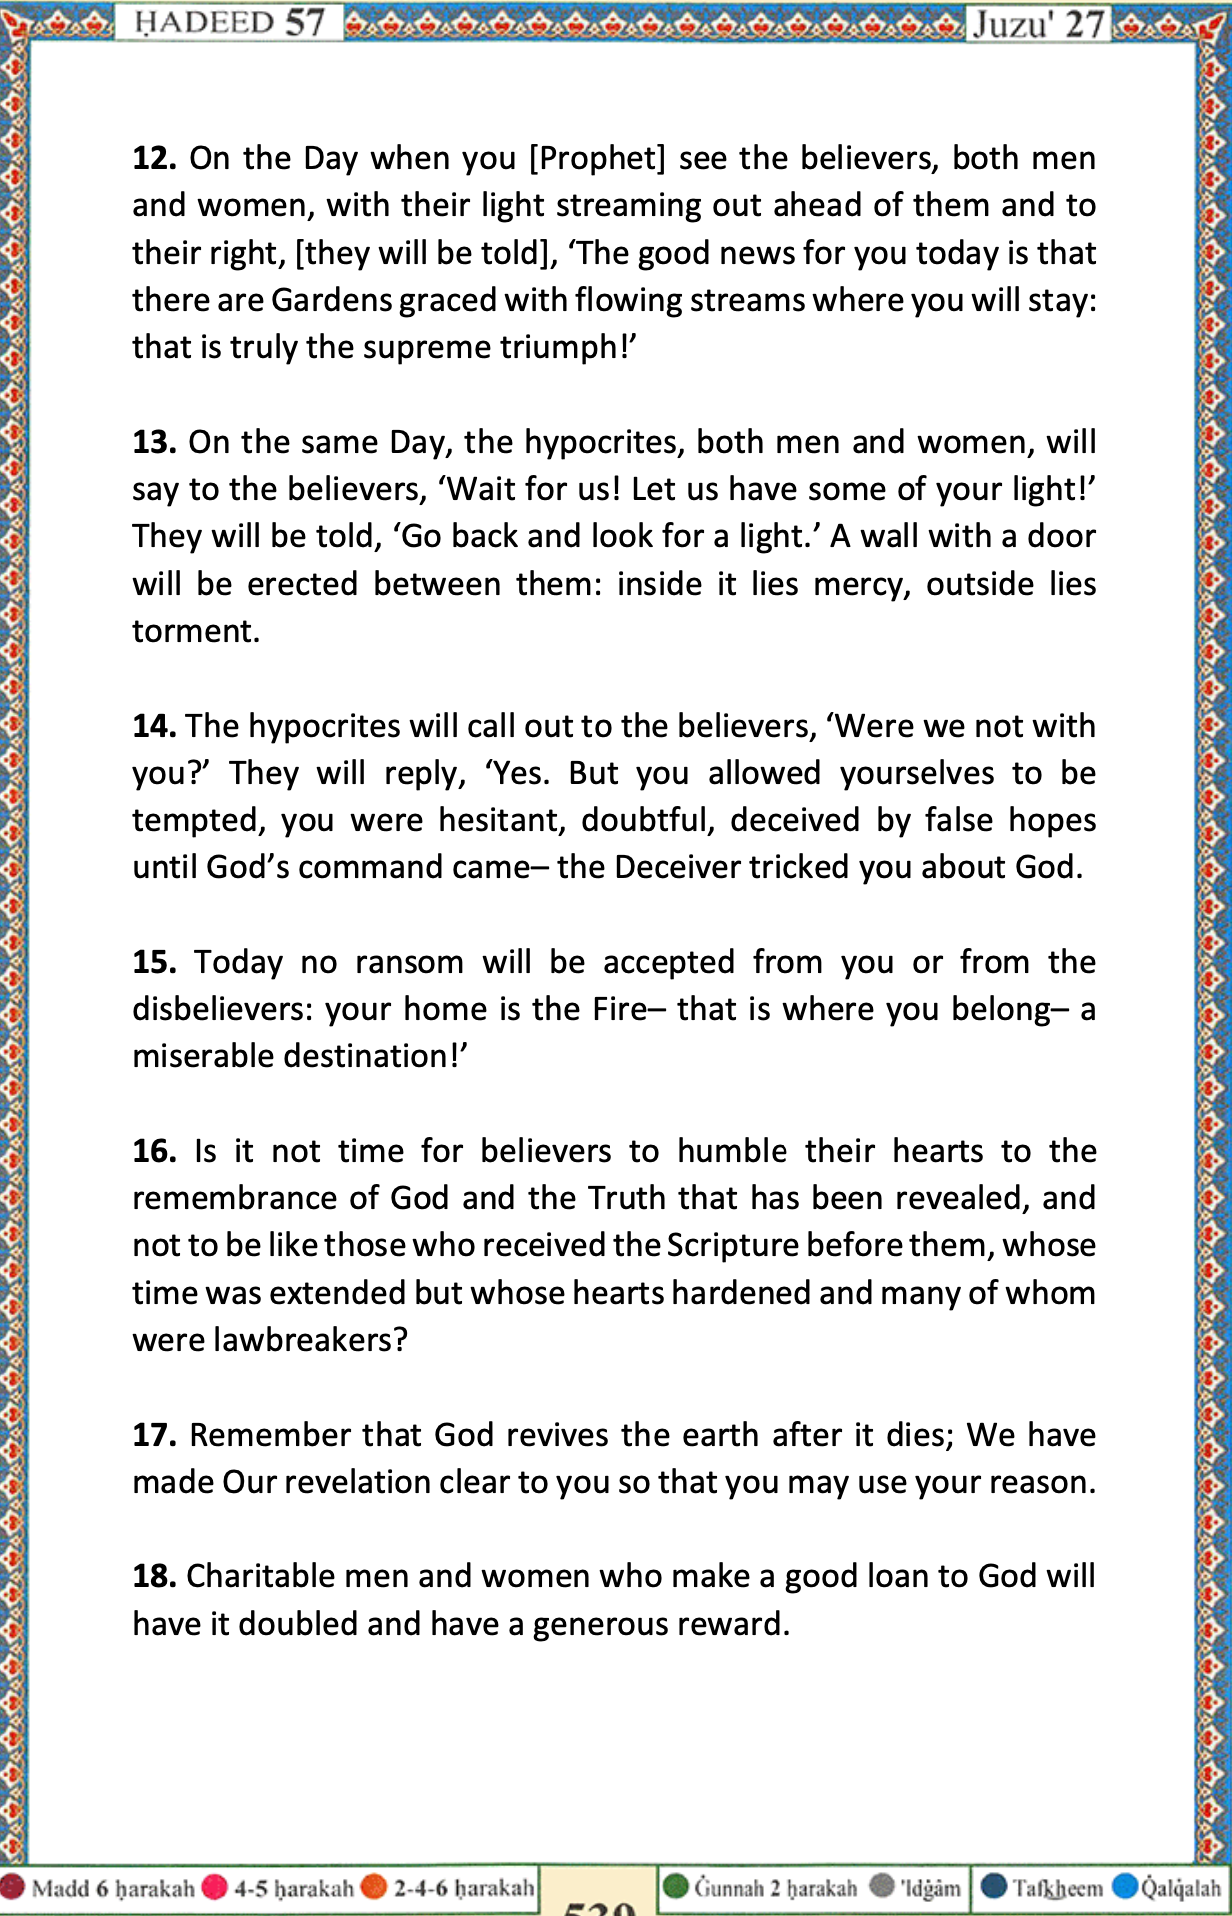 ḤADEED 57
Juzu' 27
12. On the Day when you [Prophet] see the believers, both men
and women, with their light streaming out ahead of them and to
their right, [they will be told], ‘The good news for you today is that
there are Gardens graced with flowing streams where you will stay:
that is truly the supreme triumph!’
13. On the same Day, the hypocrites, both men and women, will
say to the believers, ‘Wait for us! Let us have some of your light!’
They will be told, ‘Go back and look for a light.’ A wall with a door
will be erected between them: inside it lies mercy, outside lies
torment.
14. The hypocrites will call out to the believers, ‘Were we not with
you?’ They will reply, ‘Yes. But you allowed yourselves to be
tempted, you were hesitant, doubtful, deceived by false hopes
until God’s command came– the Deceiver tricked you about God.
15. Today no ransom will be accepted from you or from the
disbelievers: your home is the Fire– that is where you belong– a
miserable destination!’
16. Is it not time for believers to humble their hearts to the
remembrance of God and the Truth that has been revealed, and
not to be like those who received the Scripture before them, whose
time was extended but whose hearts hardened and many of whom
were lawbreakers?
17. Remember that God revives the earth after it dies; We have
made Our revelation clear to you so that you may use your reason.
18. Charitable men and women who make a good loan to God will
have it doubled and have a generous reward.
Madd 6 ḥarakah 4-5 ḥarakah 2-4-6 ḥarakah
Ġunnah 2 ḥarakah 'Idġâm
Tafk͟heem Q̇alq̇alah